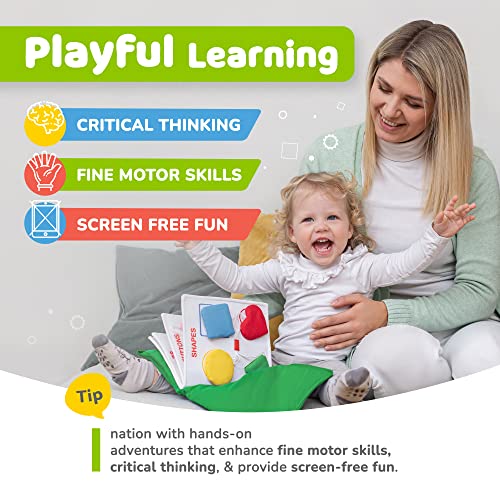 Playful Learning
CRITICAL THINKING
FINE MOTOR SKILLS
SCREEN FREE FUN
SHAPES
Tip
nation with hands-on
adventures that enhance fine motor skills,
critical thinking, & provide screen-free fun.